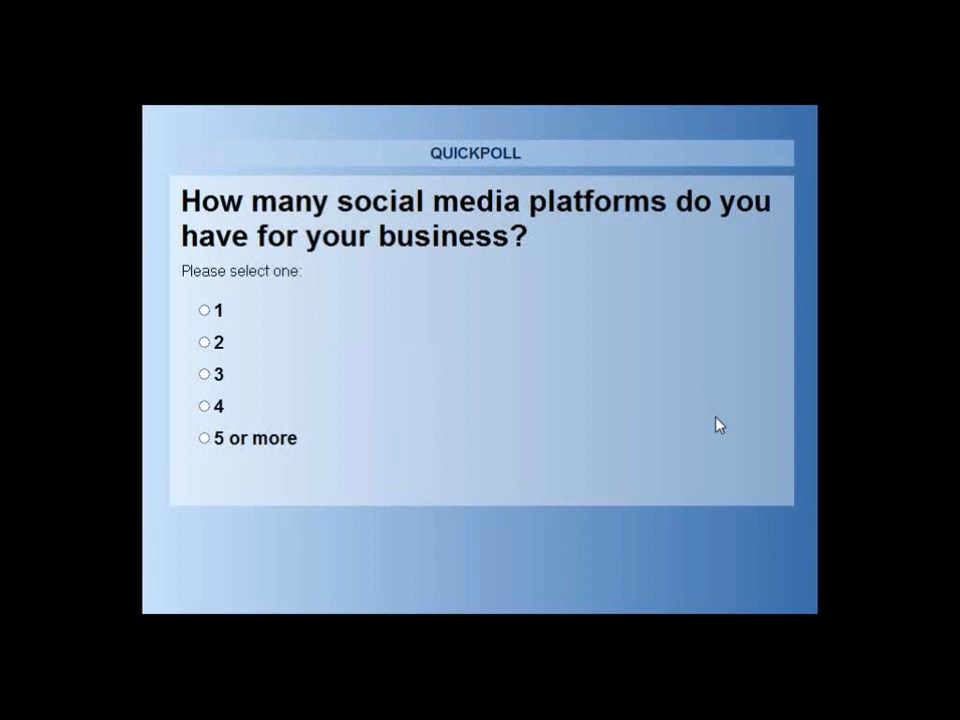 QUICKPOLL
How many social media platforms do you
have for your business?
Please select one:
1
2
3
4
5 or more